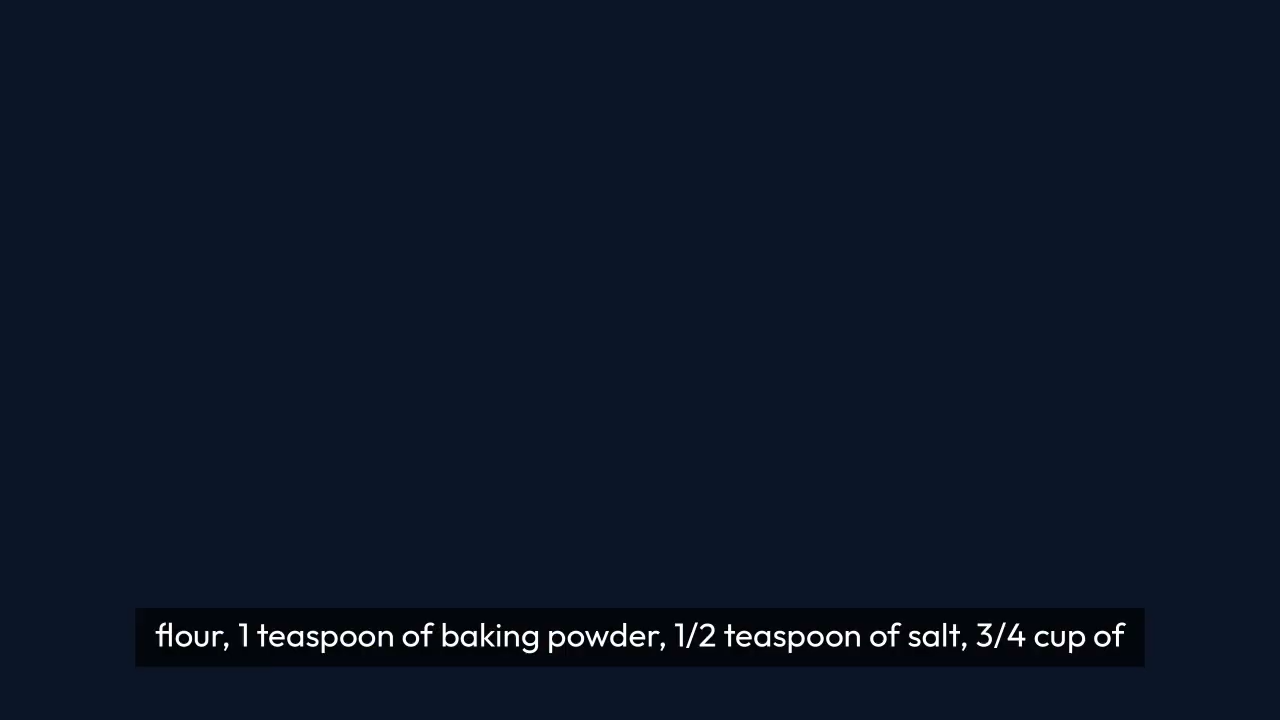 flour, 1 teaspoon of baking powder, 1/2 teaspoon of salt, 3/4 cup of